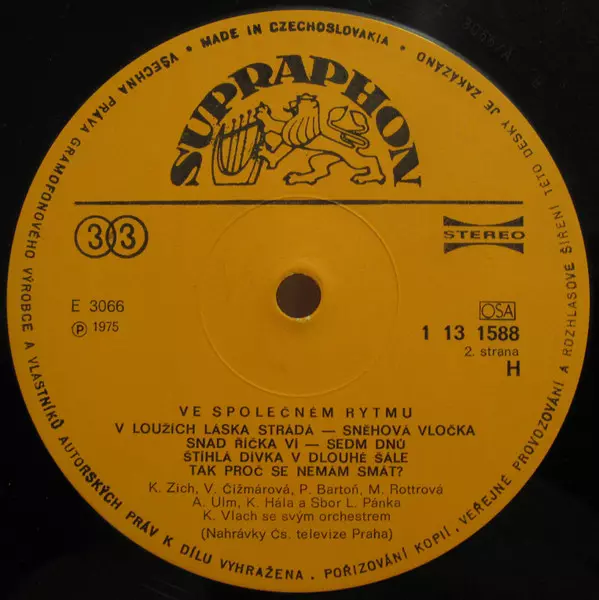 VŠECHNA PRÁVA GRAMOFONOVÉHO VÝROBCE A VLASTNÍKŮ AUTORSKÝCH PRÁV K DÍLU VYHRAŽENA. POŘIZOVÁNÍ KOPIÍ, VEŘEJNÉ PROVOZOVÁNÍ A ROZHLASOVÉ ŠÍŘENÍ TÉTO DESKY JE ZAKÁZÁNO
• MADE IN CZECHOSLOVAKIA •
SUPRAPHON
33
STEREO
E 3066
Ⓟ 1975
OSA
1 13 1588
2. strana
H
VE SPOLEČNÉM RYTMU
V LOUŽÍCH LÁSKA STRÁDÁ — SNĚHOVÁ VLOČKA
SNAD ŘÍČKA VÍ — SEDM DNŮ
ŠTÍHLÁ DÍVKA V DLOUHÉ ŠÁLE
TAK PROČ SE NEMÁM SMÁT?
K. Zich, V. Čížmárová, P. Bartoň, M. Rottrová
A. Ulm, K. Hála a Sbor L. Pánka
K. Vlach se svým orchestrem
(Nahrávky Čs. televize Praha)